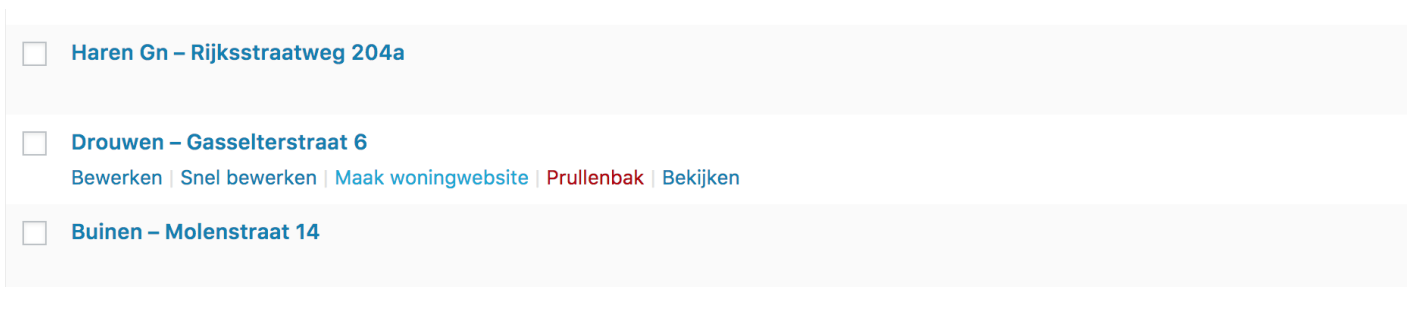 Haren Gn – Rijksstraatweg 204a
Drouwen – Gasselterstraat 6
Bewerken | Snel bewerken | Maak woningwebsite | Prullenbak | Bekijken
Buinen – Molenstraat 14